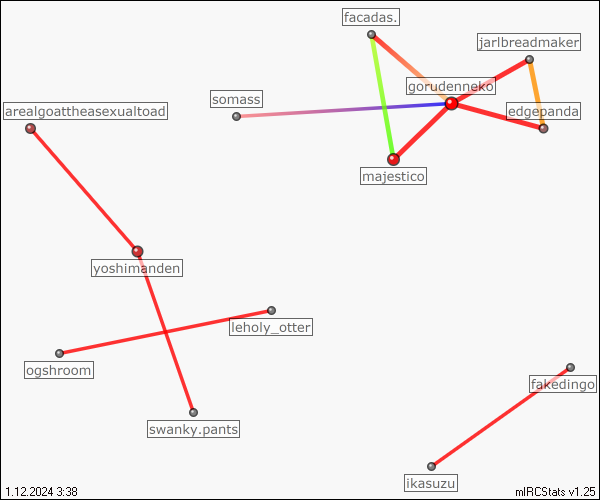 facadas.
jarlbreadmaker
gorudenneko
somass
arealgoattheasexualtoad
edgepanda
majestico
yoshimanden
leholy_otter
ogshroom
fakedingo
swanky.pants
ikasuzu
1.12.2024 3:38
mIRCStats v1.25